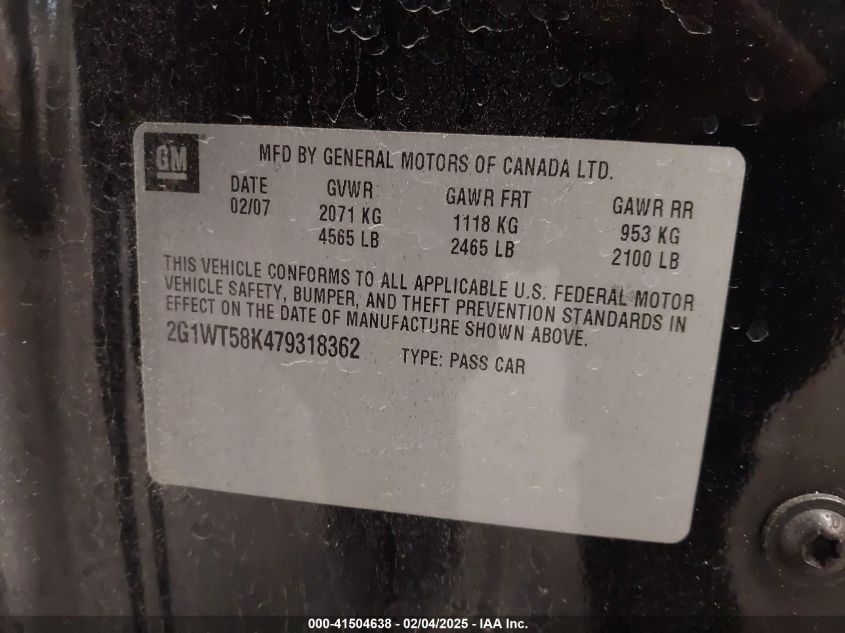 GM
MFD BY GENERAL MOTORS OF CANADA LTD.
DATE GVWR GAWR FRT GAWR RR
02/07 2071 KG 1118 KG 953 KG
4565 LB 2465 LB 2100 LB
THIS VEHICLE CONFORMS TO ALL APPLICABLE U.S. FEDERAL MOTOR
VEHICLE SAFETY, BUMPER, AND THEFT PREVENTION STANDARDS IN
EFFECT ON THE DATE OF MANUFACTURE SHOWN ABOVE.
2G1WT58K479318362 TYPE: PASS CAR
000-41504638 - 02/04/2025 - IAA Inc.